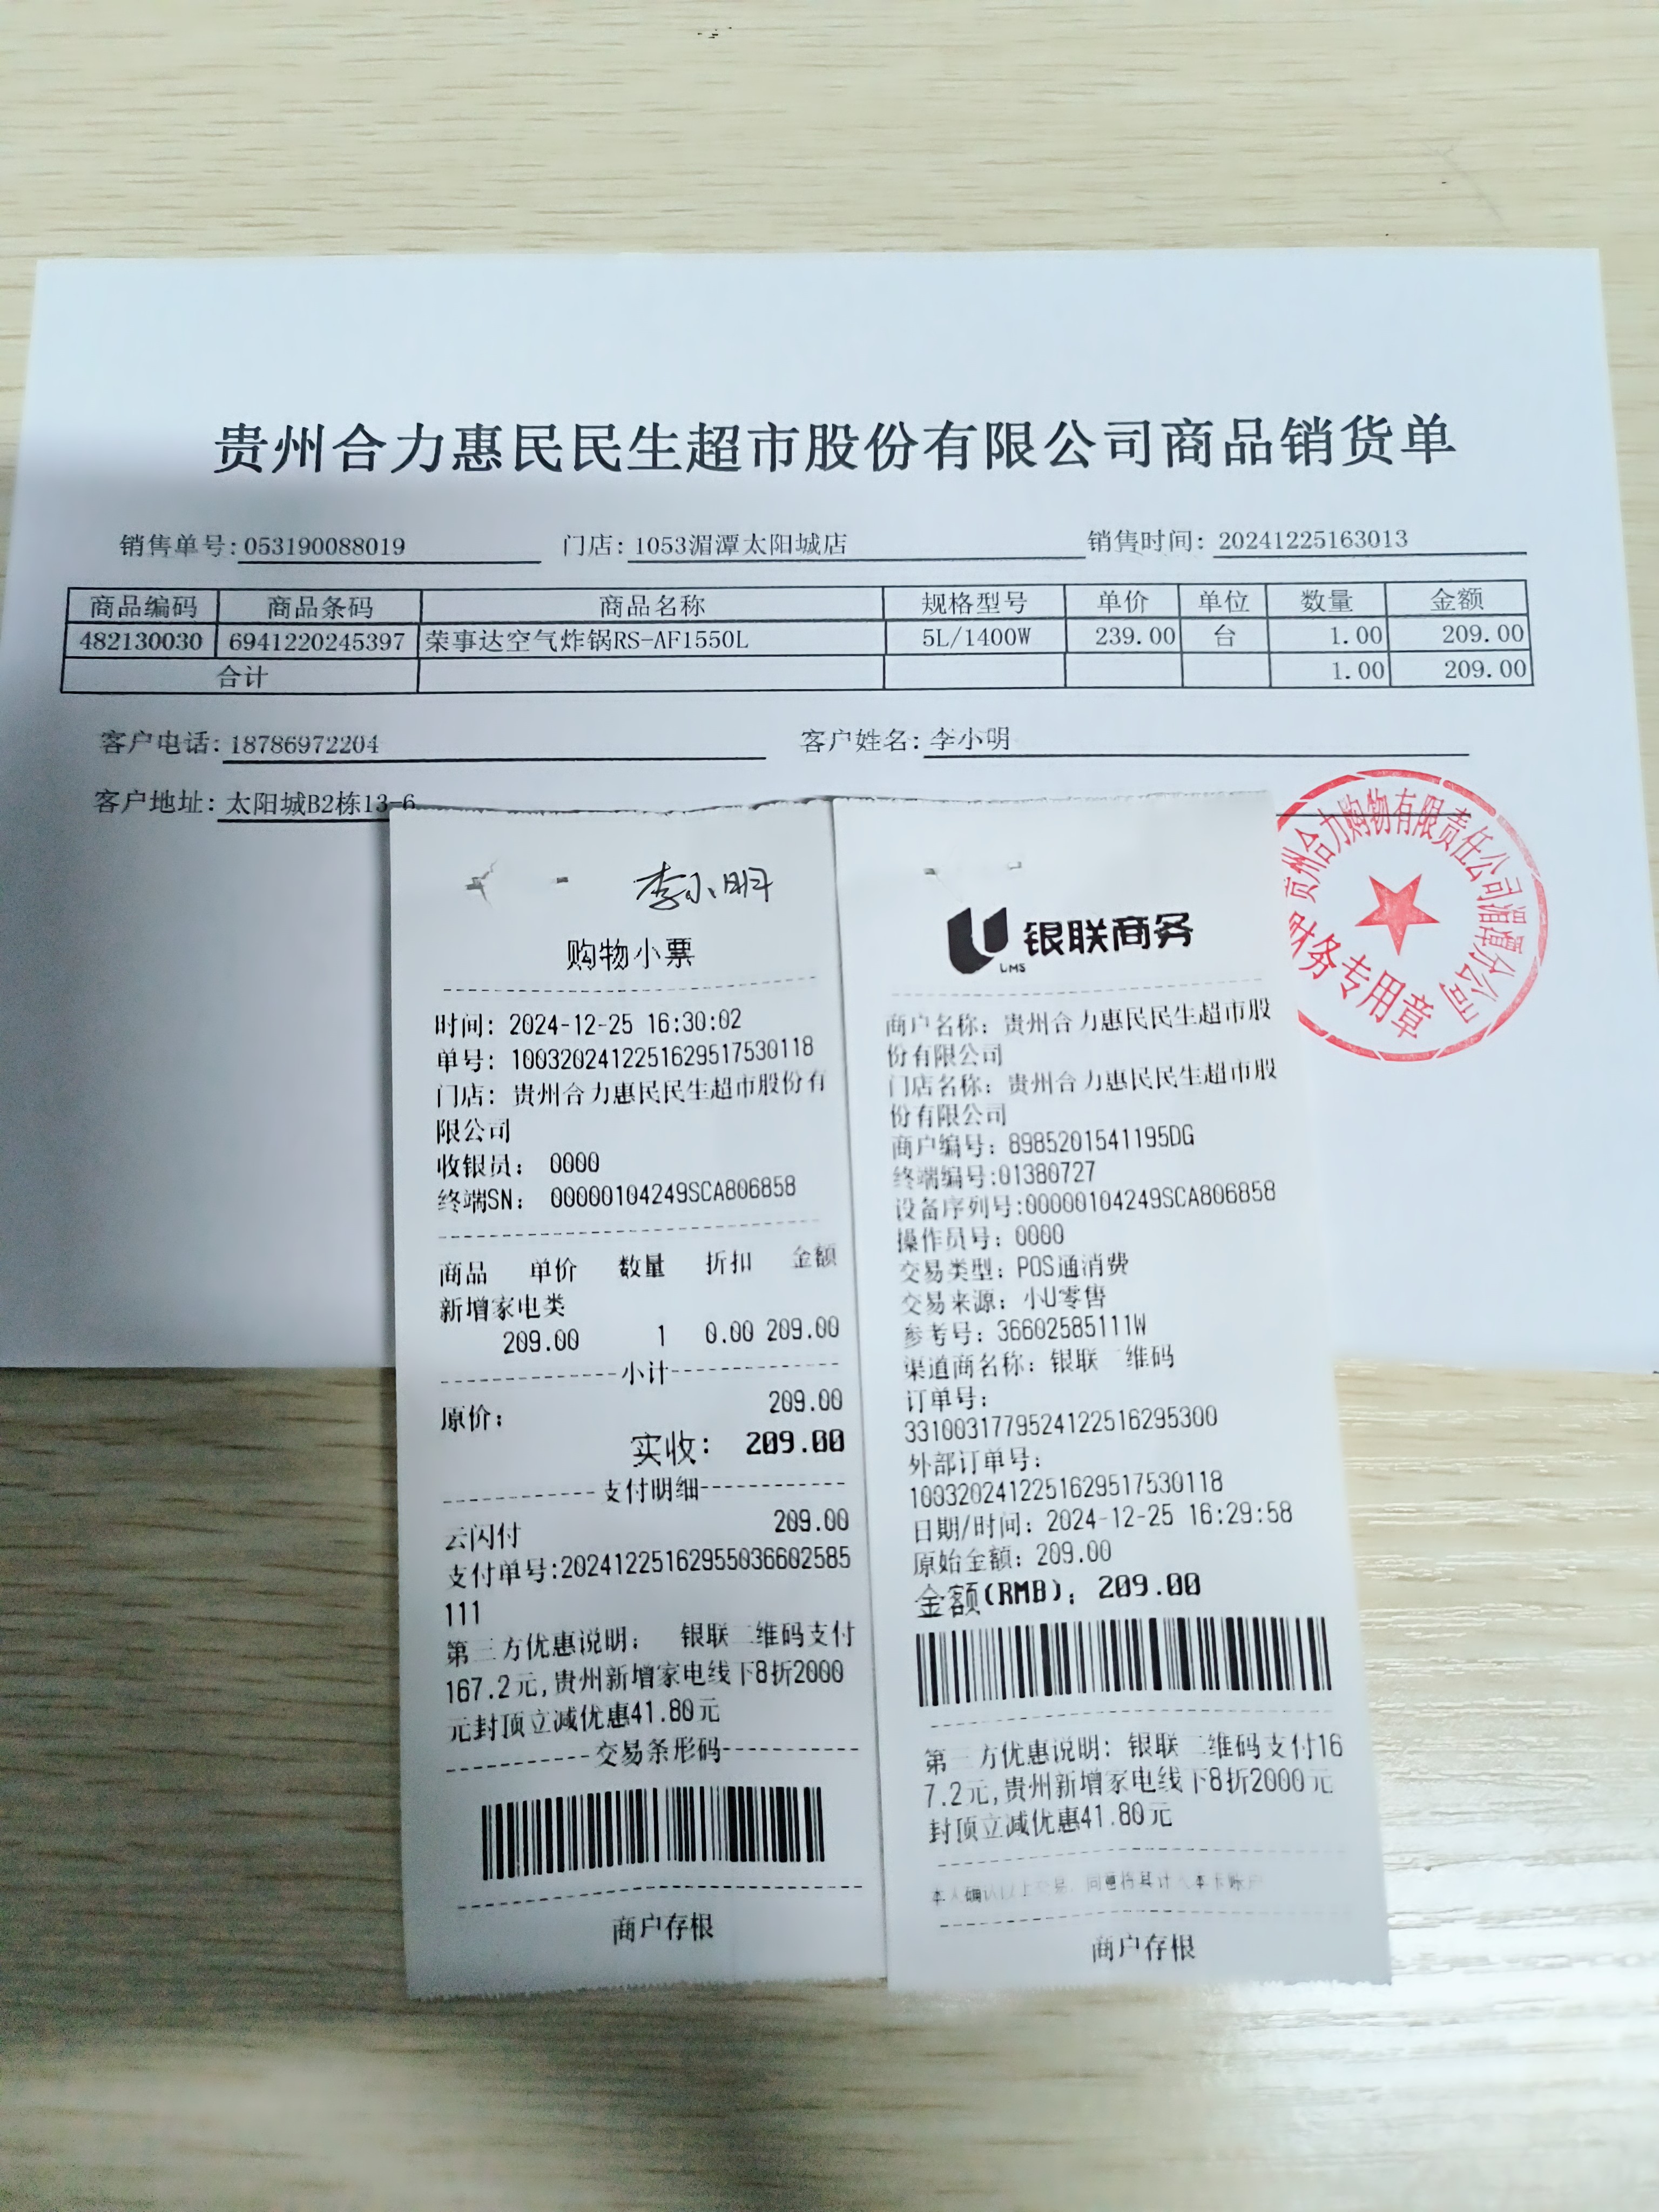 贵州合力惠民民生超市股份有限公司商品销货单
销售单号: 053190088019 门店: 1053湄潭太阳城店 销售时间: 20241225163013
商品编码 商品条码 商品名称 规格型号 单价 单位 数量 金额
482130030 6941220245397 荣事达空气炸锅RS-AF1550L 5L/1400W 239.00 台 1.00 209.00
合计 1.00 209.00
客户电话: 18786972204 客户姓名: 李小明
客户地址: 太阳城B2栋13-6
贵州合力购物有限责任公司湄潭分公司
财务专用章
李小明
购物小票
时间: 2024-12-25 16:30:02
单号: 1003202412251629517530118
门店: 贵州合力惠民民生超市股份有
限公司
收银员: 0000
终端SN: 00000104249SCA806858
商品 单价 数量 折扣 金额
新增家电类
209.00 1 0.00 209.00
小计
原价: 209.00
实收: 209.00
支付明细
云闪付 209.00
支付单号:20241225162955036602585
111
第三方优惠说明: 银联二维码支付
167.2元,贵州新增家电线下8折2000
元封顶立减优惠41.80元
交易条形码
商户存根
银联商务
UMS
商户名称: 贵州合力惠民民生超市股
份有限公司
门店名称: 贵州合力惠民民生超市股
份有限公司
商户编号: 8985201541195DG
终端编号:01380727
设备序列号:00000104249SCA806858
操作员号: 0000
交易类型: POS通消费
交易来源: 小U零售
参考号: 36602585111W
渠道商名称: 银联二维码
订单号:
3310031779524122516295300
外部订单号:
1003202412251629517530118
日期/时间: 2024-12-25 16:29:58
原始金额: 209.00
金额(RMB): 209.00
第三方优惠说明: 银联二维码支付16
7.2元,贵州新增家电线下8折2000元
封顶立减优惠41.80元
本人确认以上交易, 同意将其计入本卡账户
商户存根